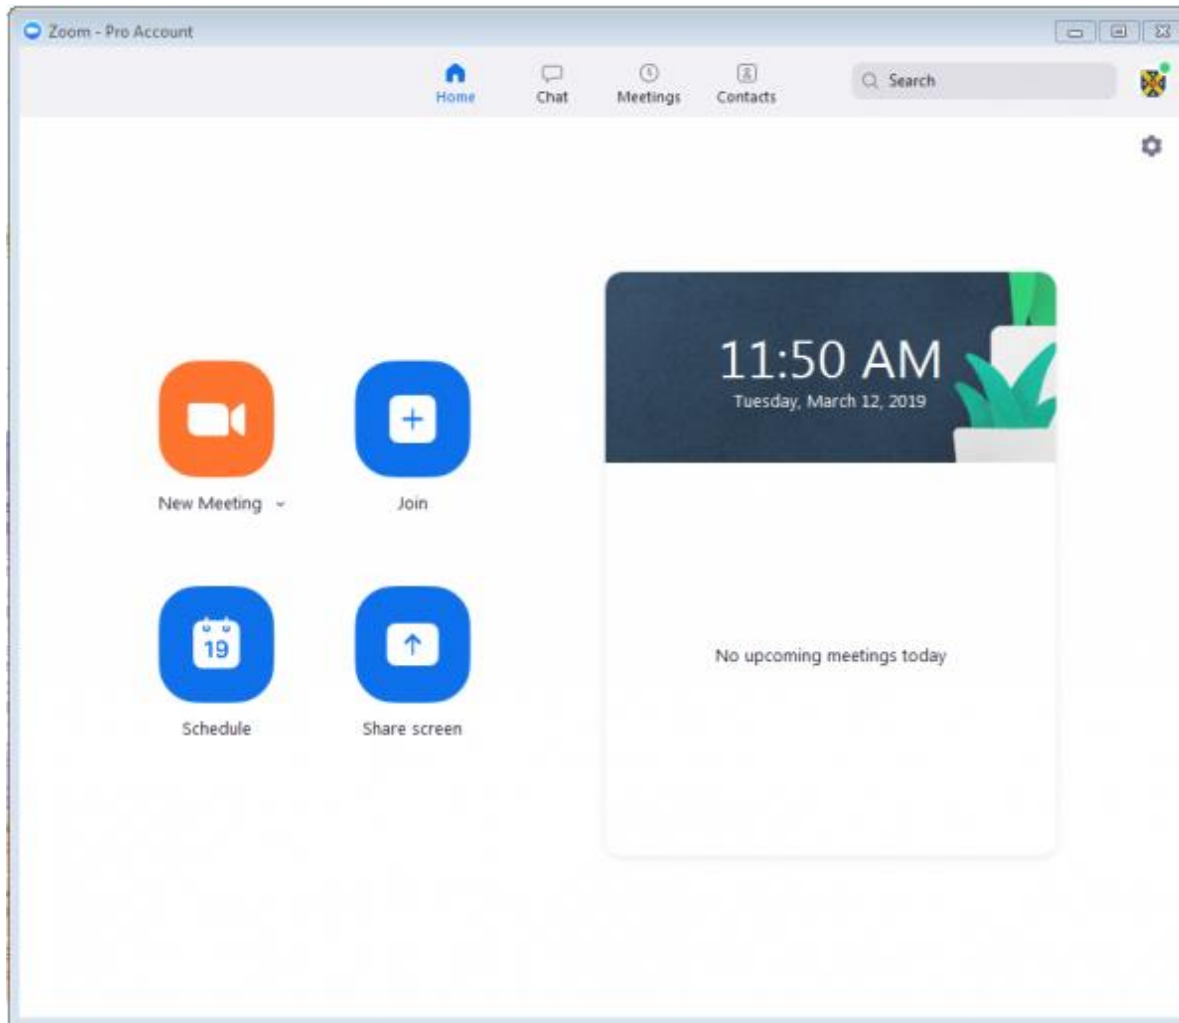 Zoom - Pro Account
Home
Chat
Meetings
Contacts
Search
11:50 AM
Tuesday, March 12, 2019
New Meeting
Join
19
Schedule
Share screen
No upcoming meetings today